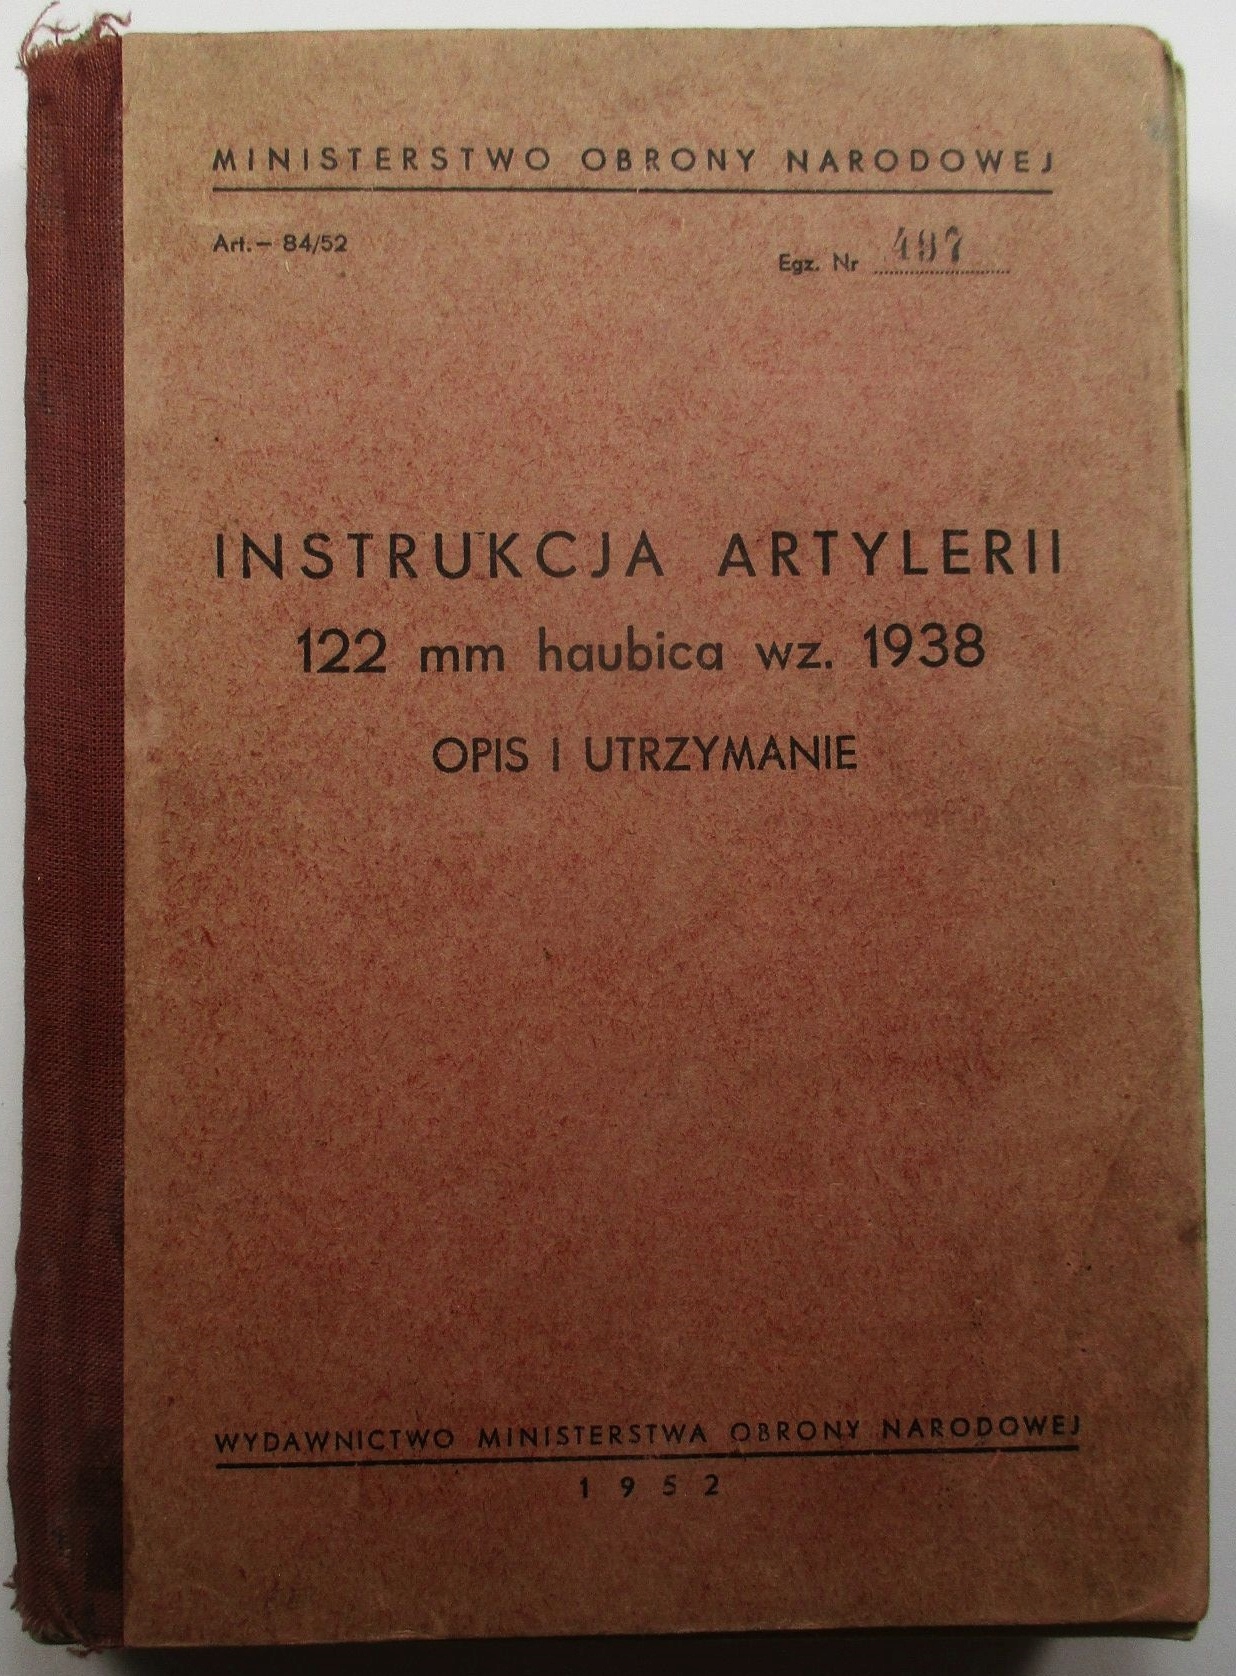 MINISTERSTWO OBRONY NARODOWEJ
Art.– 84/52
Egz. Nr 497
INSTRUKCJA ARTYLERII
122 mm haubica wz. 1938
OPIS I UTRZYMANIE
WYDAWNICTWO MINISTERSTWA OBRONY NARODOWEJ
1952